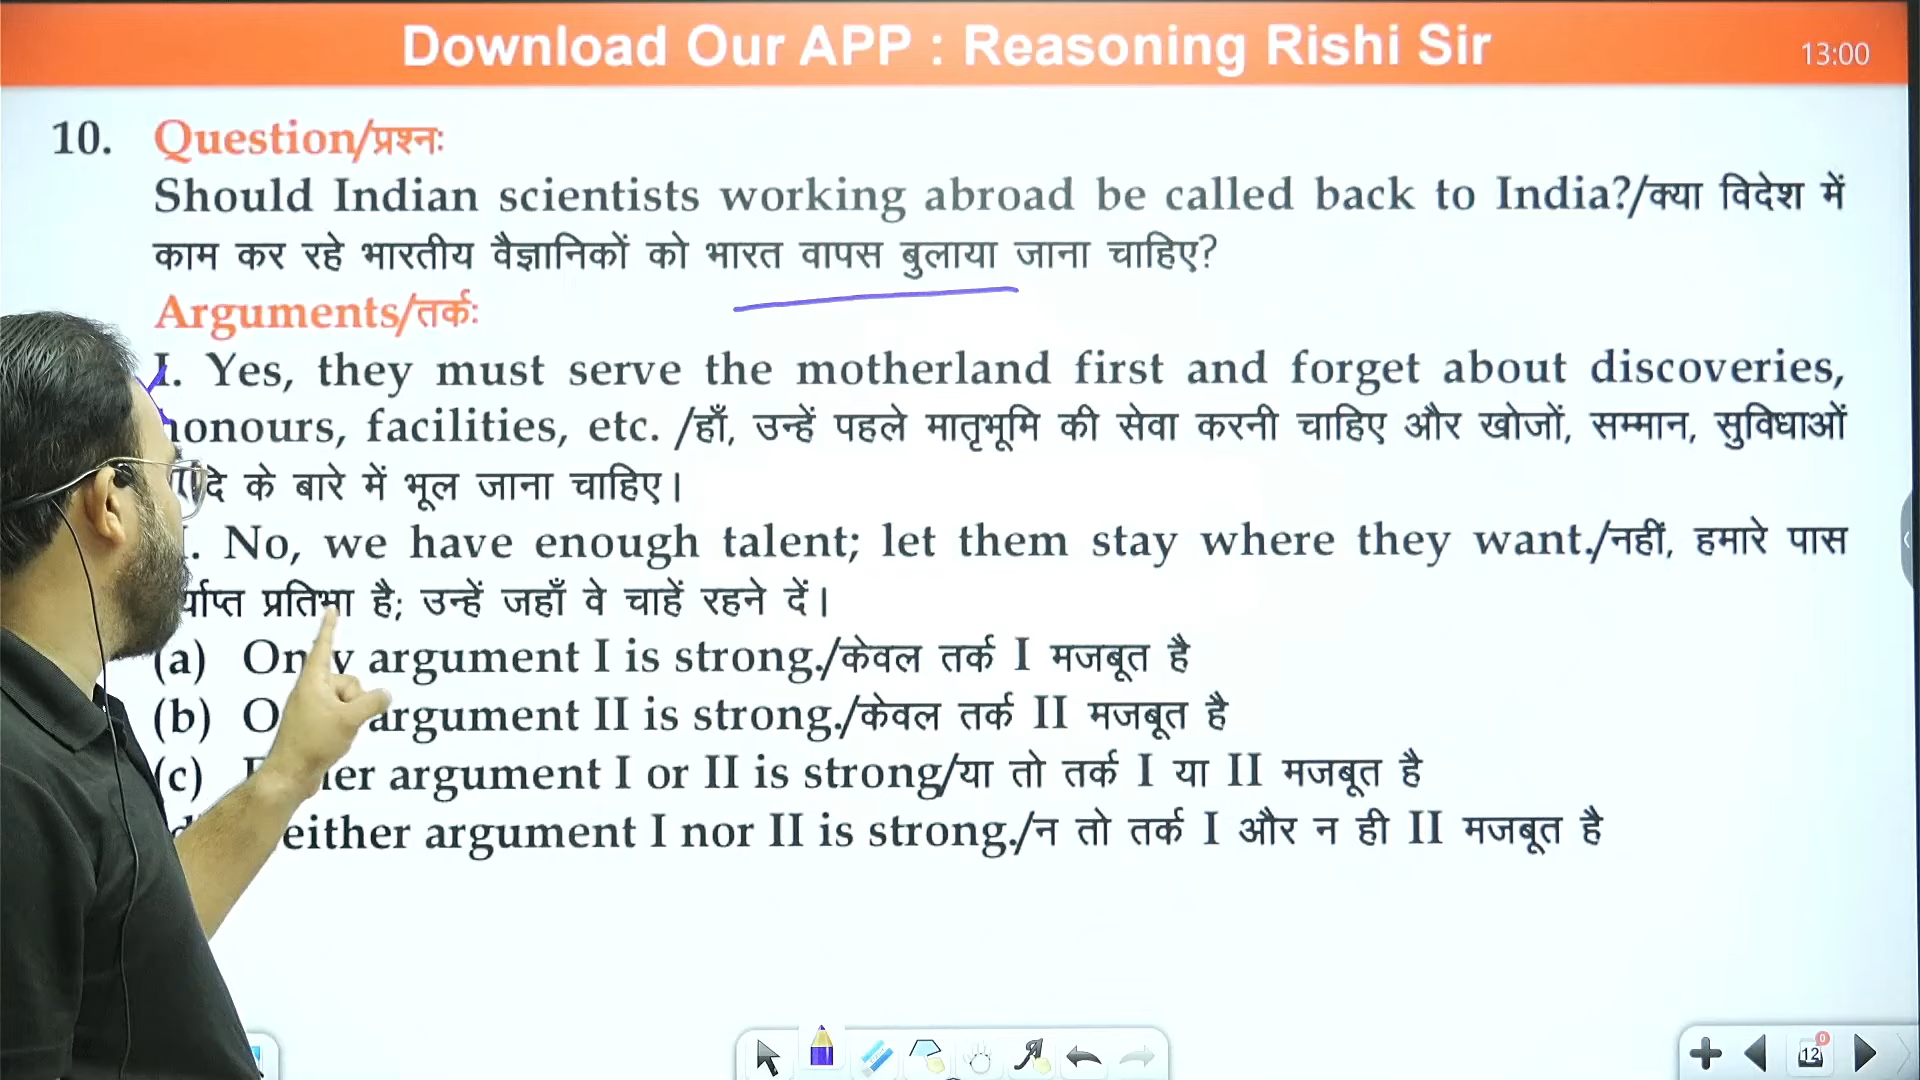 Download Our APP : Reasoning Rishi Sir
13:00
10. Question/प्रश्नः
Should Indian scientists working abroad be called back to India?/क्या विदेश में
काम कर रहे भारतीय वैज्ञानिकों को भारत वापस बुलाया जाना चाहिए?
Arguments/तर्कः
I. Yes, they must serve the motherland first and forget about discoveries,
honours, facilities, etc. /हाँ, उन्हें पहले मातृभूमि की सेवा करनी चाहिए और खोजों, सम्मान, सुविधाओं
के बारे में भूल जाना चाहिए।
No, we have enough talent; let them stay where they want./नहीं, हमारे पास
प्रतिभा है; उन्हें जहाँ वे चाहें रहने दें।
(a) Only argument I is strong./केवल तर्क I मजबूत है
(b) argument II is strong./केवल तर्क II मजबूत है
(c) argument I or II is strong/या तो तर्क I या II मजबूत है
either argument I nor II is strong./न तो तर्क I और न ही II मजबूत है
12